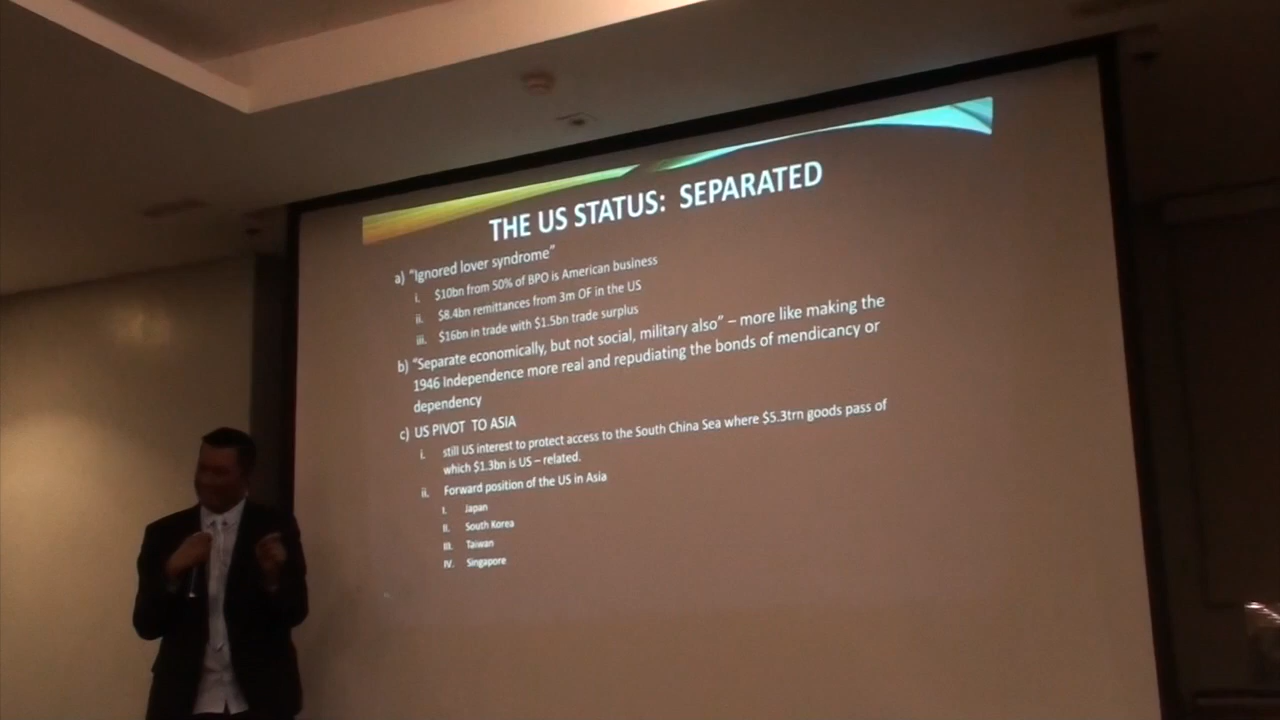 THE US STATUS: SEPARATED
a) "Ignored lover syndrome"
i. $10bn from 50% of BPO is American business
ii. $8.4bn remittances from 3m OF in the US
iii. $16bn in trade with $1.5bn trade surplus
b) "Separate economically, but not social, military also" – more like making the
1946 Independence more real and repudiating the bonds of mendicancy or
dependency
c) US PIVOT TO ASIA
i. still US interest to protect access to the South China Sea where $5.3trn goods pass of
which $1.3bn is US – related.
ii. Forward position of the US in Asia
I. Japan
II. South Korea
III. Taiwan
IV. Singapore